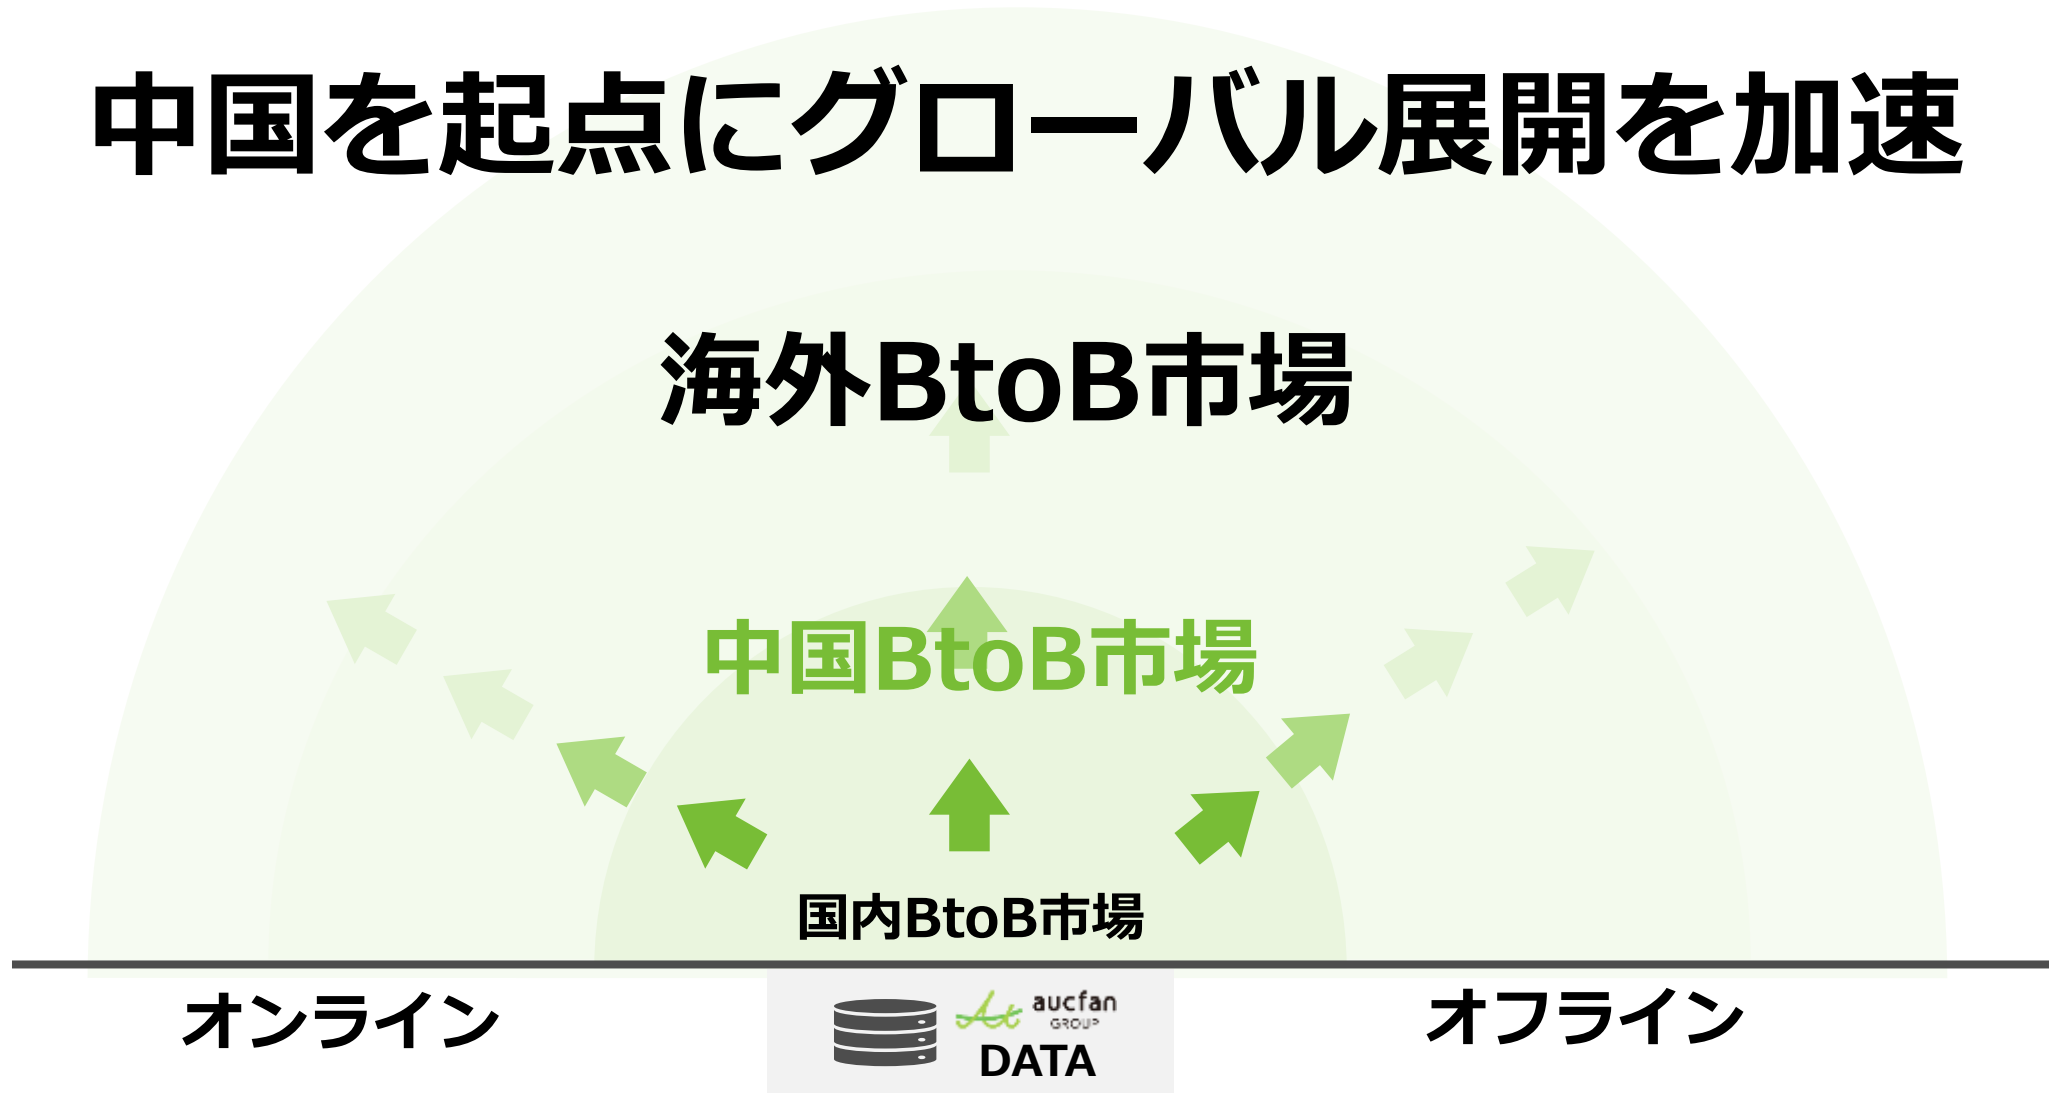 中国を起点にグローバル展開を加速
海外BtoB市場
中国BtoB市場
国内BtoB市場
オンライン
aucfan
GROUP
DATA
オフライン